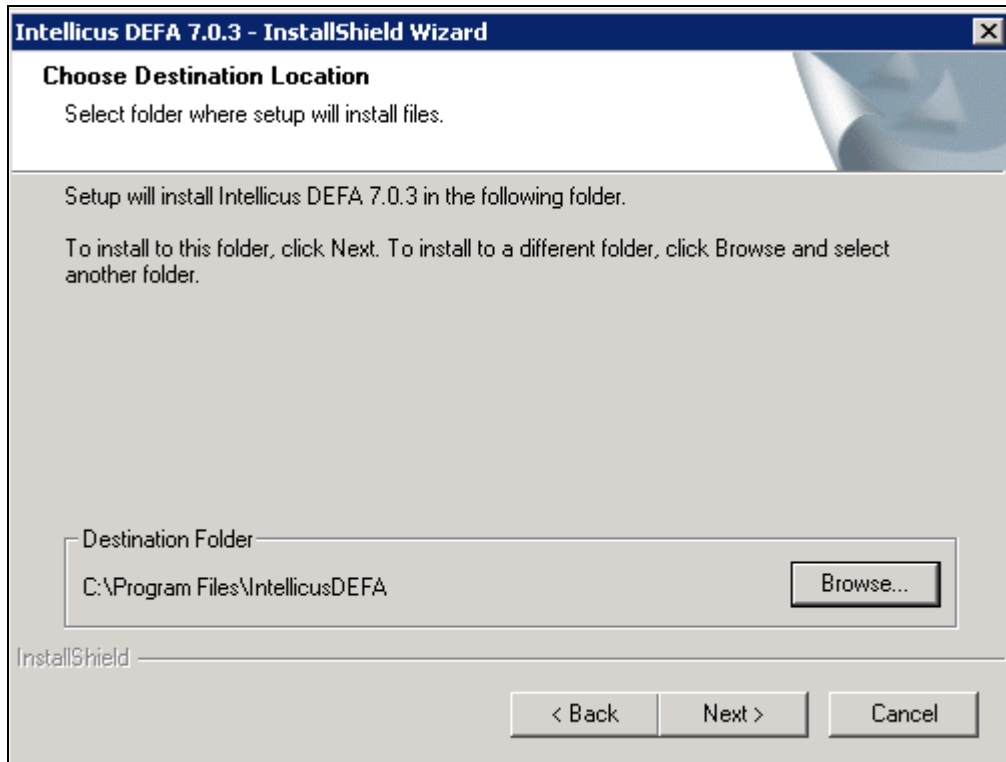 Intellicus DEFA 7.0.3 - InstallShield Wizard
Choose Destination Location
Select folder where setup will install files.
Setup will install Intellicus DEFA 7.0.3 in the following folder.
To install to this folder, click Next. To install to a different folder, click Browse and select
another folder.
Destination Folder
C:\Program Files\IntellicusDEFA
Browse...
InstallShield
< Back
Next >
Cancel